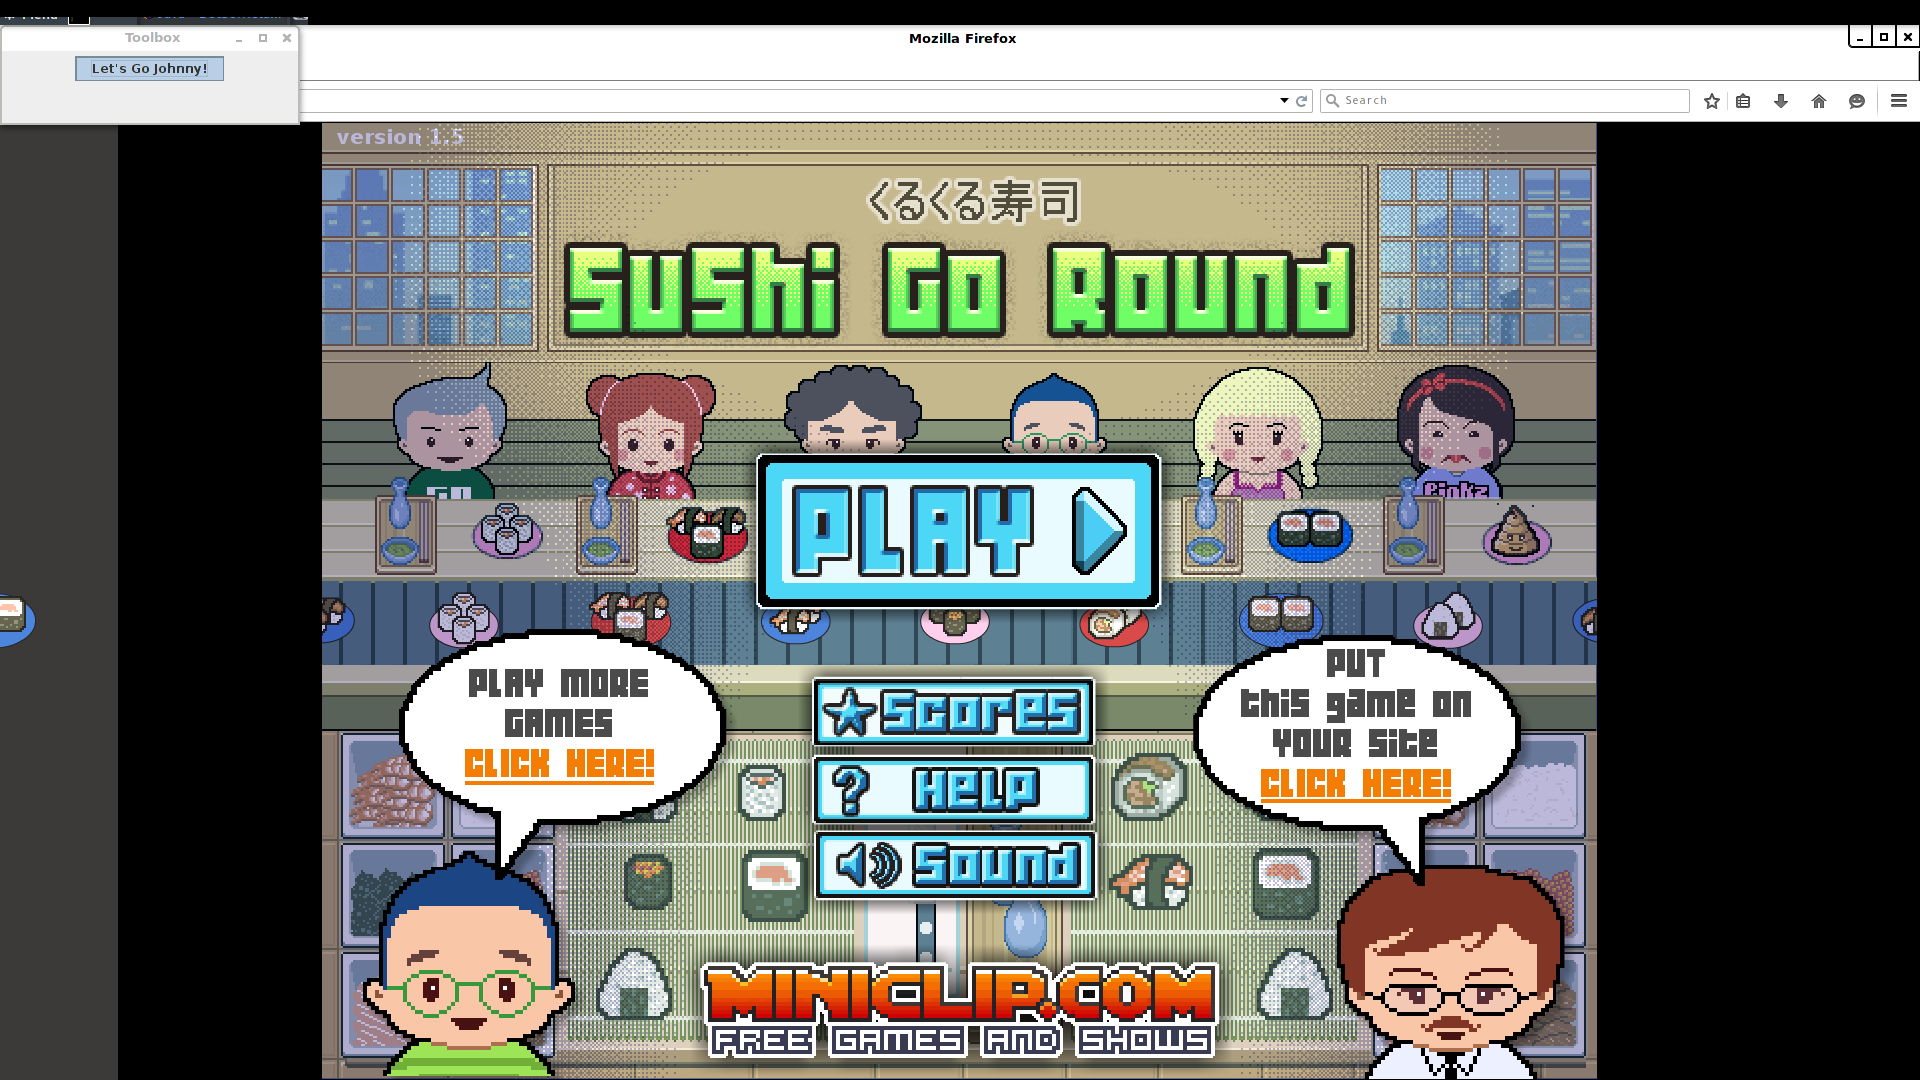 Toolbox
Mozilla Firefox
Let's Go Johnny!
Search
version 1.5
くるくる寿司
Sushi Go Round
Pinkz
PLAY
PLAY MORE
GAMES
CLICK HERE!
PUT
this game on
YOUR site
CLICK HERE!
Scores
Help
Sound
MINICLIP.COM
FREE GAMES AND SHOWS